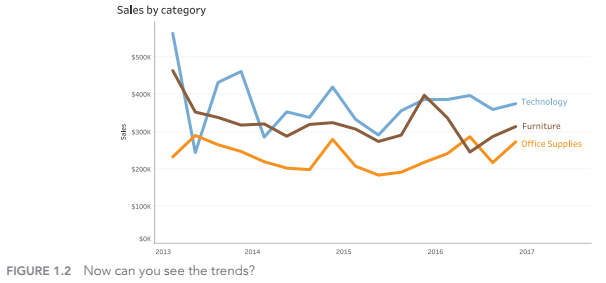 Sales by category
$500K
$400K
Technology
Furniture
$300K
Sales
Office Supplies
$200K
$100K
$0K
2013 2014 2015 2016 2017
FIGURE 1.2 Now can you see the trends?